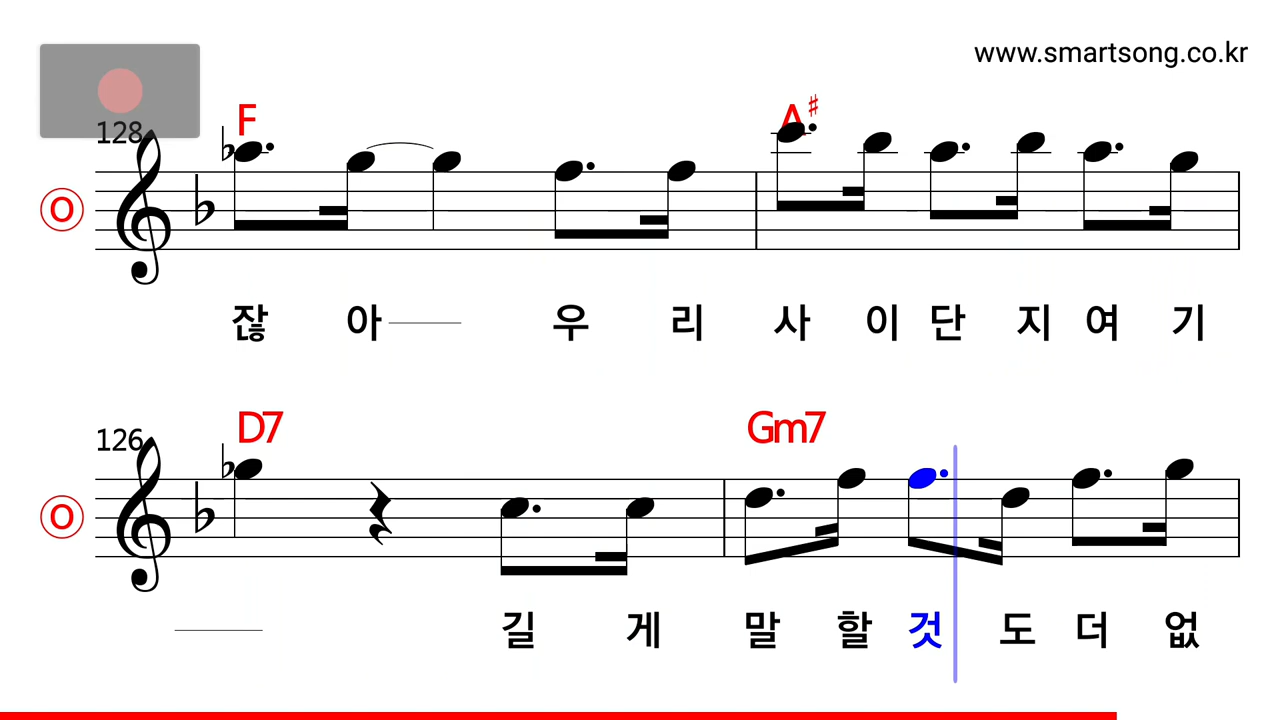 www.smartsong.co.kr
128
F A♯
O
잖 아 우 리 사 이 단 지 여 기
126
D7 Gm7
O
길 게 말 할 것 도 더 없